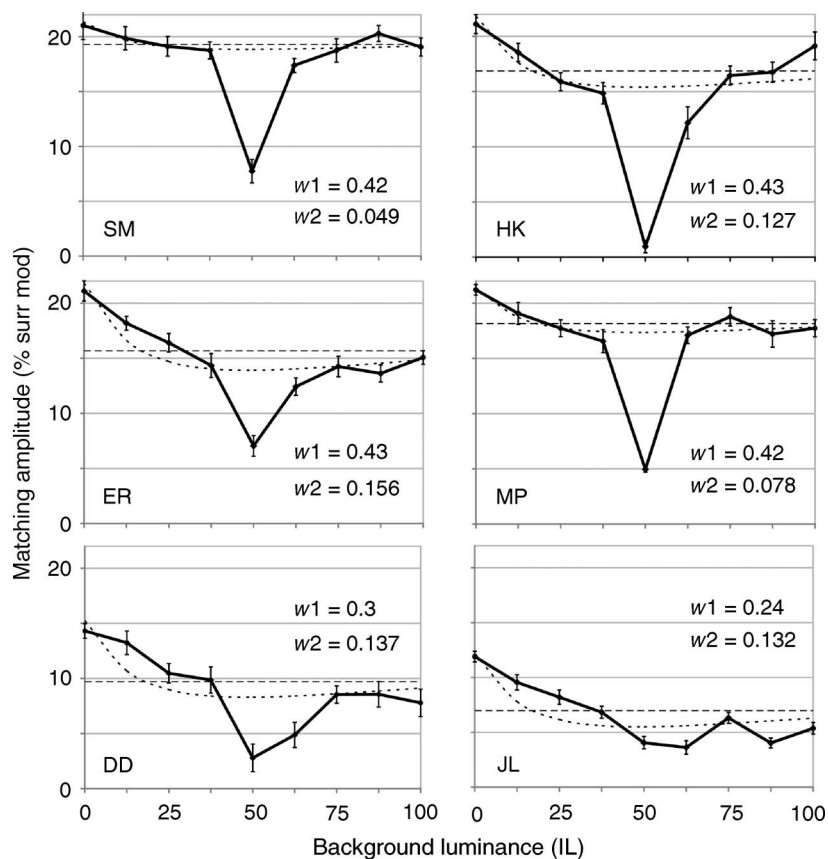 20
10
0
w1 = 0.42
w2 = 0.049
SM
w1 = 0.43
w2 = 0.127
HK
20
10
0
w1 = 0.43
w2 = 0.156
ER
w1 = 0.42
w2 = 0.078
MP
20
10
0
w1 = 0.3
w2 = 0.137
DD
w1 = 0.24
w2 = 0.132
JL
0 25 50 75 100
0 25 50 75 100
Matching amplitude (% surr mod)
Background luminance (IL)